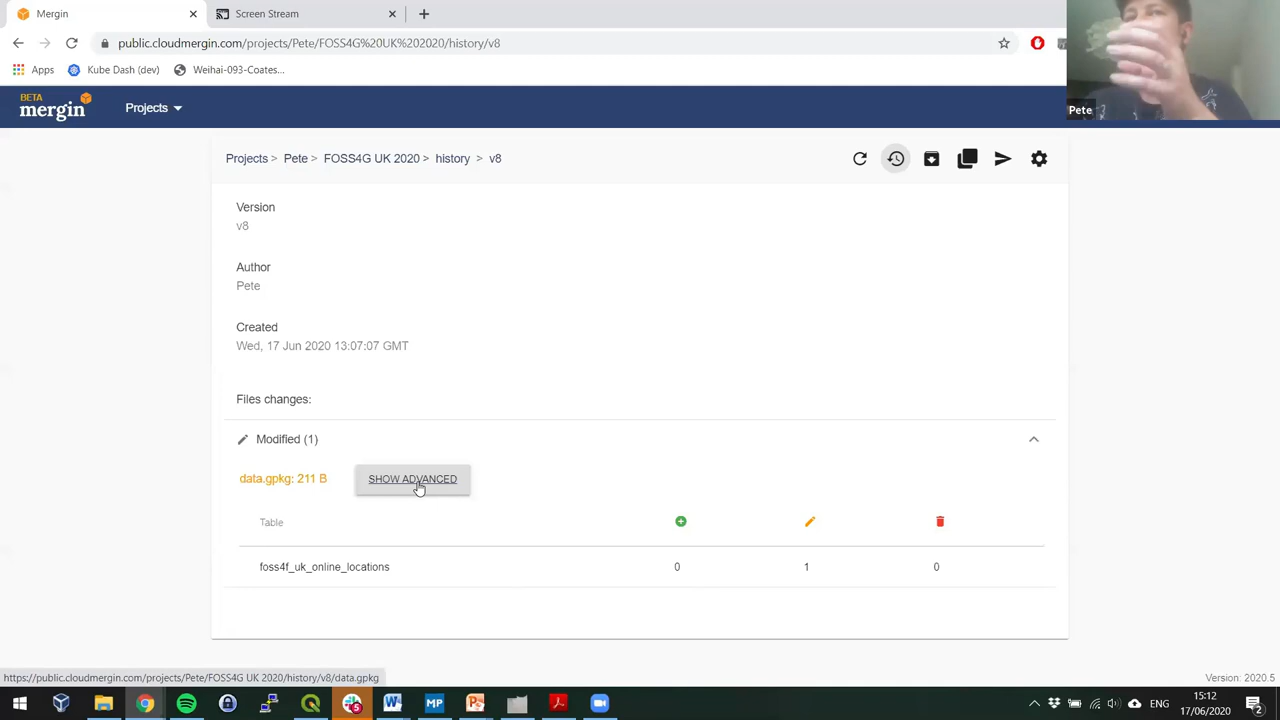 Mergin
Screen Stream
public.cloudmergin.com/projects/Pete/FOSS4G%20UK%202020/history/v8
Apps
Kube Dash (dev)
Weihai-093-Coates...
Pete
BETA
mergin
Projects
Projects > Pete > FOSS4G UK 2020 > history > v8
Version
v8
Author
Pete
Created
Wed, 17 Jun 2020 13:07:07 GMT
Files changes:
Modified (1)
data.gpkg: 211 B
SHOW ADVANCED
Table
foss4f_uk_online_locations 0 1 0
https://public.cloudmergin.com/projects/Pete/FOSS4G UK 2020/history/v8/data.gpkg
Version: 2020.5
5
W
MP
P
ENG
15:12
17/06/2020
2